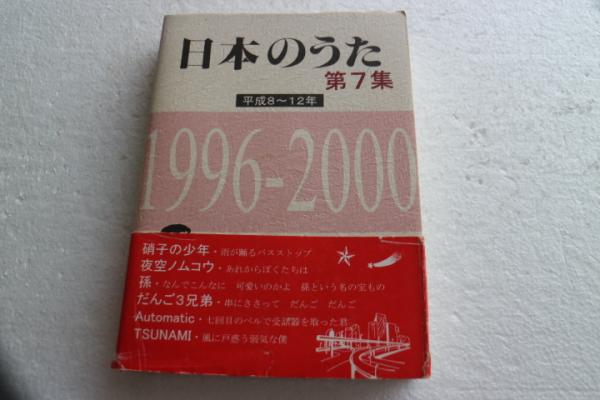 日本のうた
第7集
平成8〜12年
1996-2000
硝子の少年・雨が踊るバスストップ
夜空ノムコウ・あれからぼくたちは
孫・なんでこんなに 可愛いのかよ 孫という名の宝もの
だんご3兄弟・串にささって だんご だんご
Automatic・七回目のベルで受話器を取った君
TSUNAMI・風に戸惑う弱気な僕